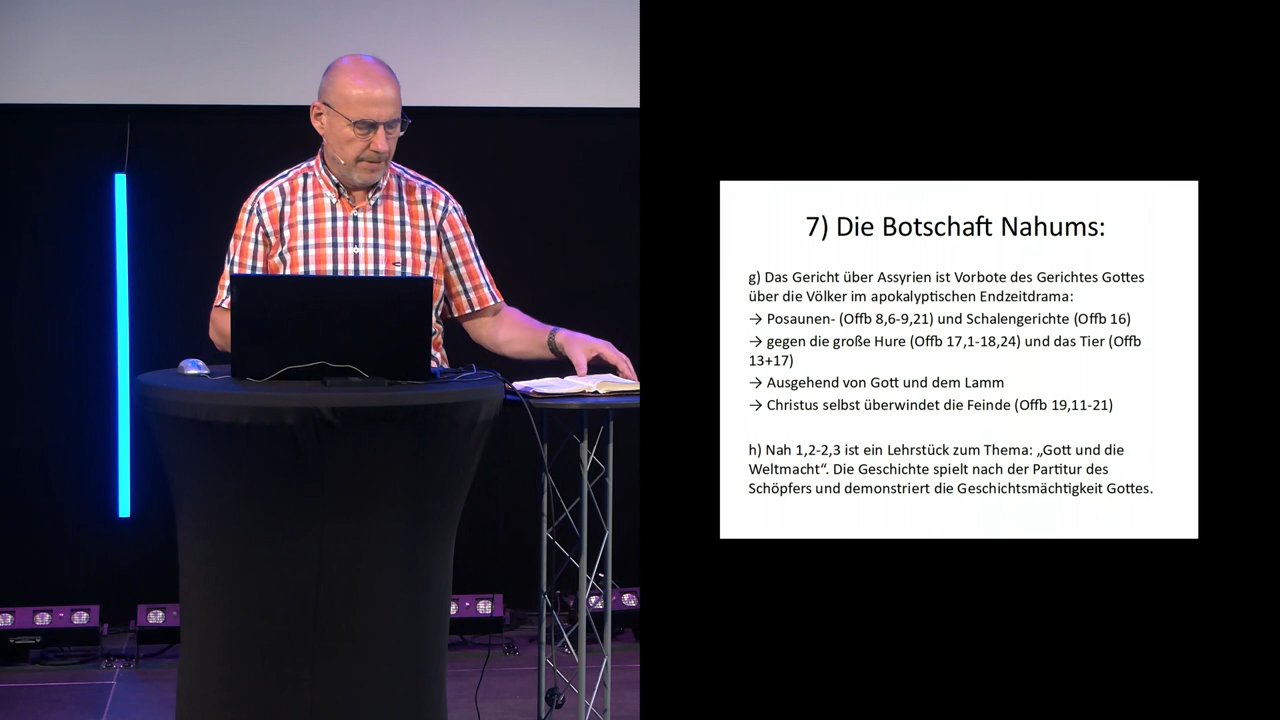 7) Die Botschaft Nahums:
g) Das Gericht über Assyrien ist Vorbote des Gerichtes Gottes
über die Völker im apokalyptischen Endzeitdrama:
→ Posaunen- (Offb 8,6-9,21) und Schalengerichte (Offb 16)
→ gegen die große Hure (Offb 17,1-18,24) und das Tier (Offb
13+17)
→ Ausgehend von Gott und dem Lamm
→ Christus selbst überwindet die Feinde (Offb 19,11-21)
h) Nah 1,2-2,3 ist ein Lehrstück zum Thema: „Gott und die
Weltmacht“. Die Geschichte spielt nach der Partitur des
Schöpfers und demonstriert die Geschichtsmächtigkeit Gottes.